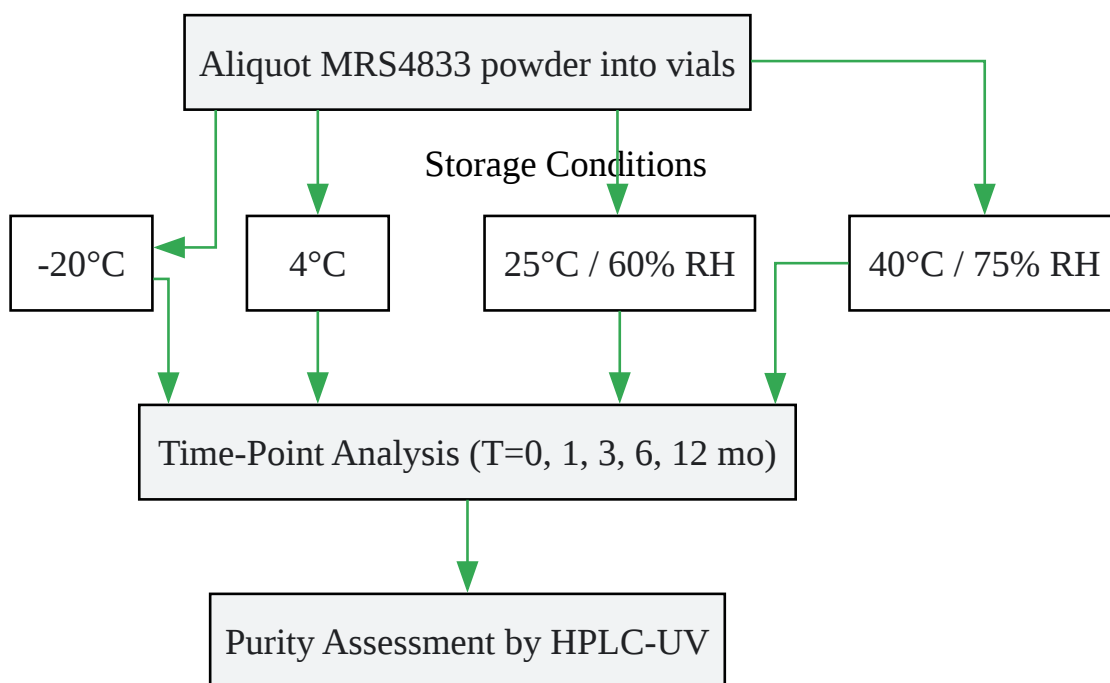 Aliquot MRS4833 powder into vials
Storage Conditions
-20°C
4°C
25°C / 60% RH
40°C / 75% RH
Time-Point Analysis (T=0, 1, 3, 6, 12 mo)
Purity Assessment by HPLC-UV